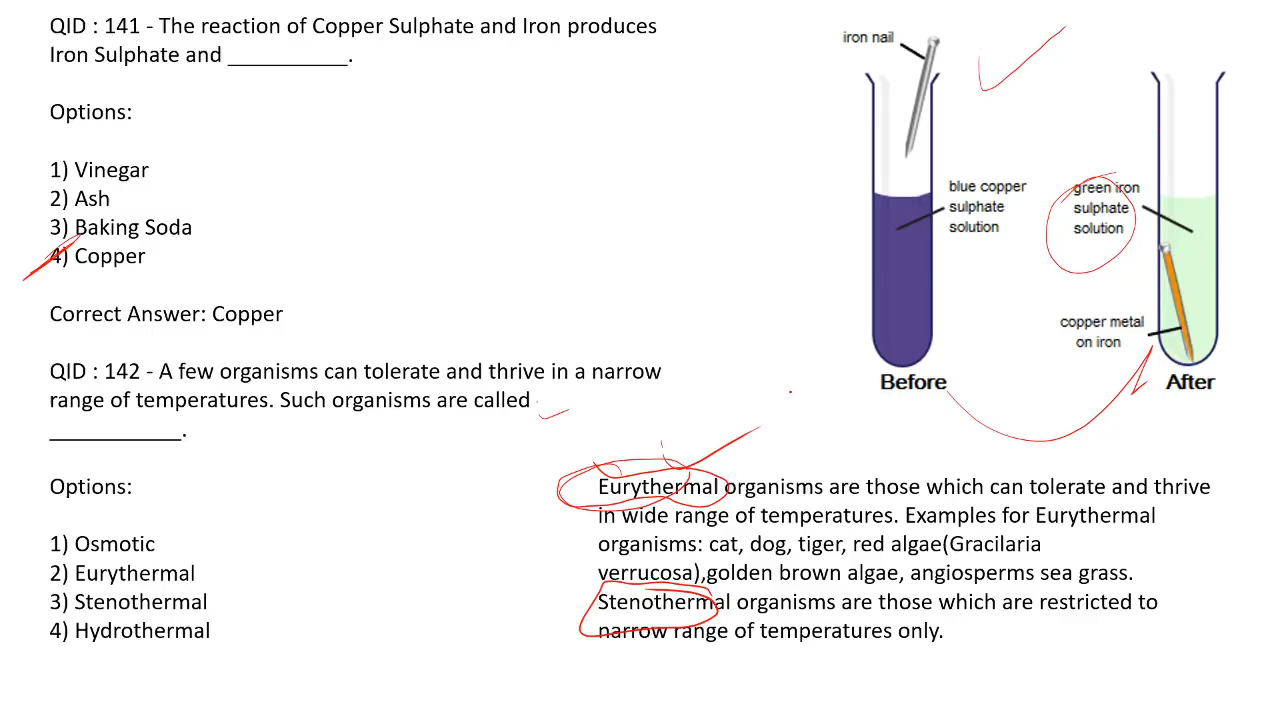 QID : 141 - The reaction of Copper Sulphate and Iron produces
Iron Sulphate and __________.
Options:
1) Vinegar
2) Ash
3) Baking Soda
4) Copper
Correct Answer: Copper
iron nail
blue copper
sulphate
solution
green iron
sulphate
solution
copper metal
on iron
Before
After
QID : 142 - A few organisms can tolerate and thrive in a narrow
range of temperatures. Such organisms are called
___________.
Options:
1) Osmotic
2) Eurythermal
3) Stenothermal
4) Hydrothermal
Eurythermal organisms are those which can tolerate and thrive
in wide range of temperatures. Examples for Eurythermal
organisms: cat, dog, tiger, red algae(Gracilaria
verrucosa),golden brown algae, angiosperms sea grass.
Stenothermal organisms are those which are restricted to
narrow range of temperatures only.